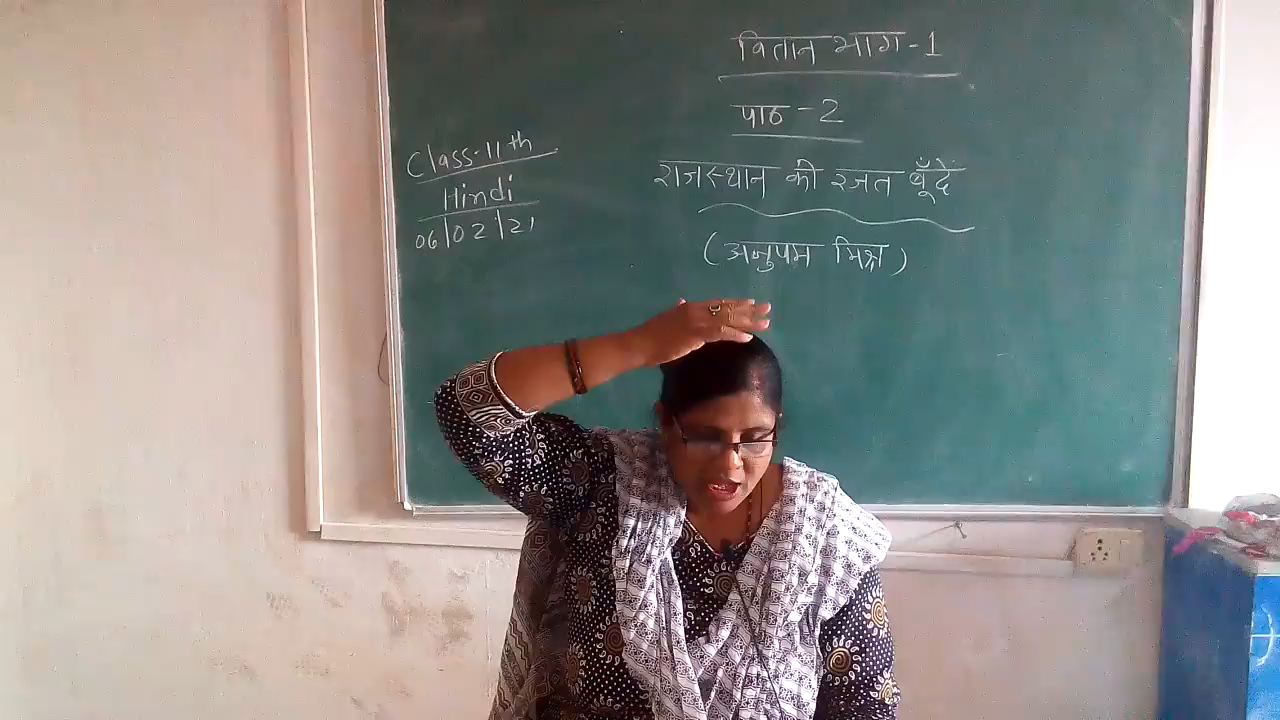 Class-11th
Hindi
06/02/21
वितान भाग-1
पाठ-2
राजस्थान की रजत बूँदें
(अनुपम मिश्र)